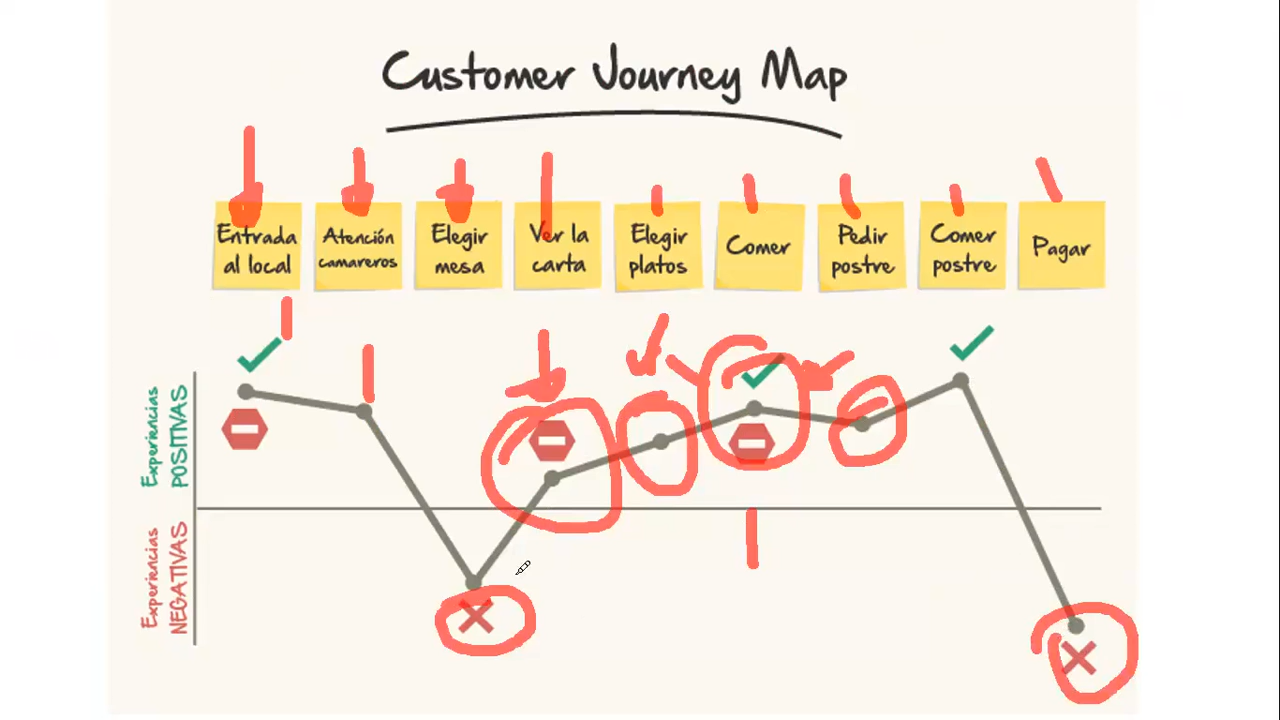 Customer Journey Map
Entrada
al local
Atención
camareros
Elegir
mesa
Ver la
carta
Elegir
platos
Comer
Pedir
postre
Comer
postre
Pagar
Experiencias
POSITIVAS
Experiencias
NEGATIVAS